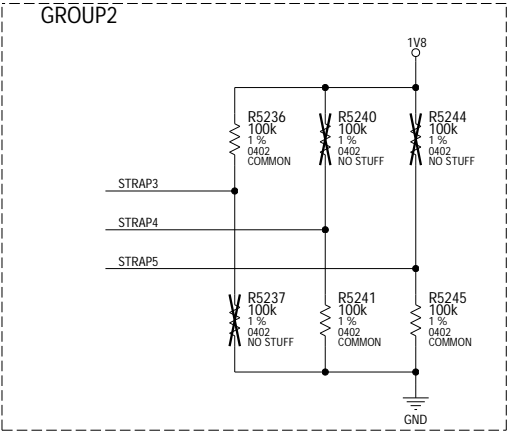 GROUP2
1V8
R5236
100k
1 %
0402
COMMON
R5240
100k
1 %
0402
NO STUFF
R5244
100k
1 %
0402
NO STUFF
STRAP3
STRAP4
STRAP5
R5237
100k
1 %
0402
NO STUFF
R5241
100k
1 %
0402
COMMON
R5245
100k
1 %
0402
COMMON
GND